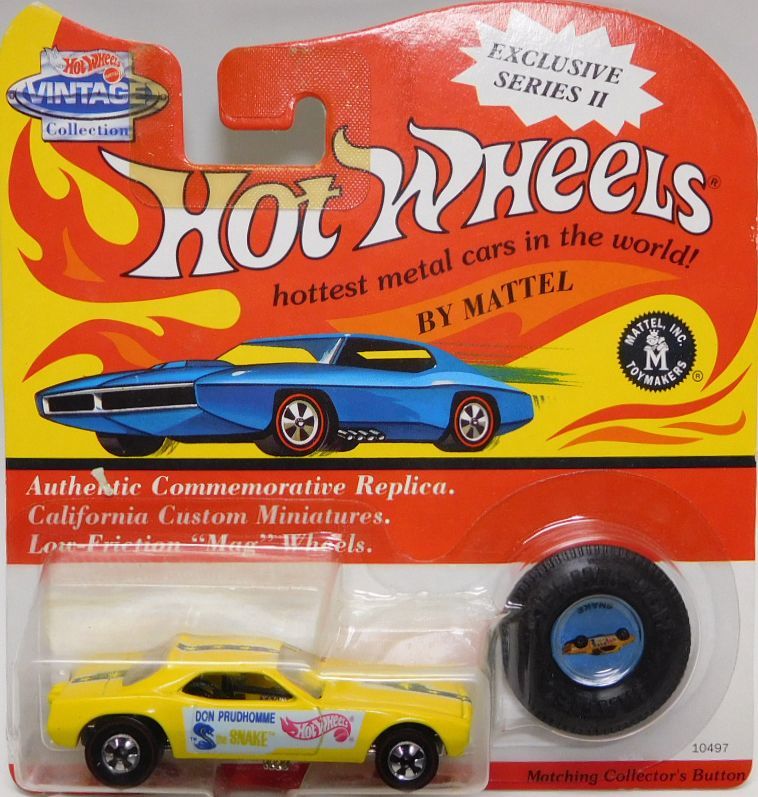 Hot Wheels
VINTAGE
Collection
EXCLUSIVE
SERIES II
Hot Wheels®
hottest metal cars in the world!
BY MATTEL
MATTEL, INC.
M
TOYMAKERS
®
Authentic Commemorative Replica.
California Custom Miniatures.
Low-Friction "Mag" Wheels.
SNAKE
DON PRUDHOMME
the SNAKE™
Hot Wheels
10497
Matching Collector's Button